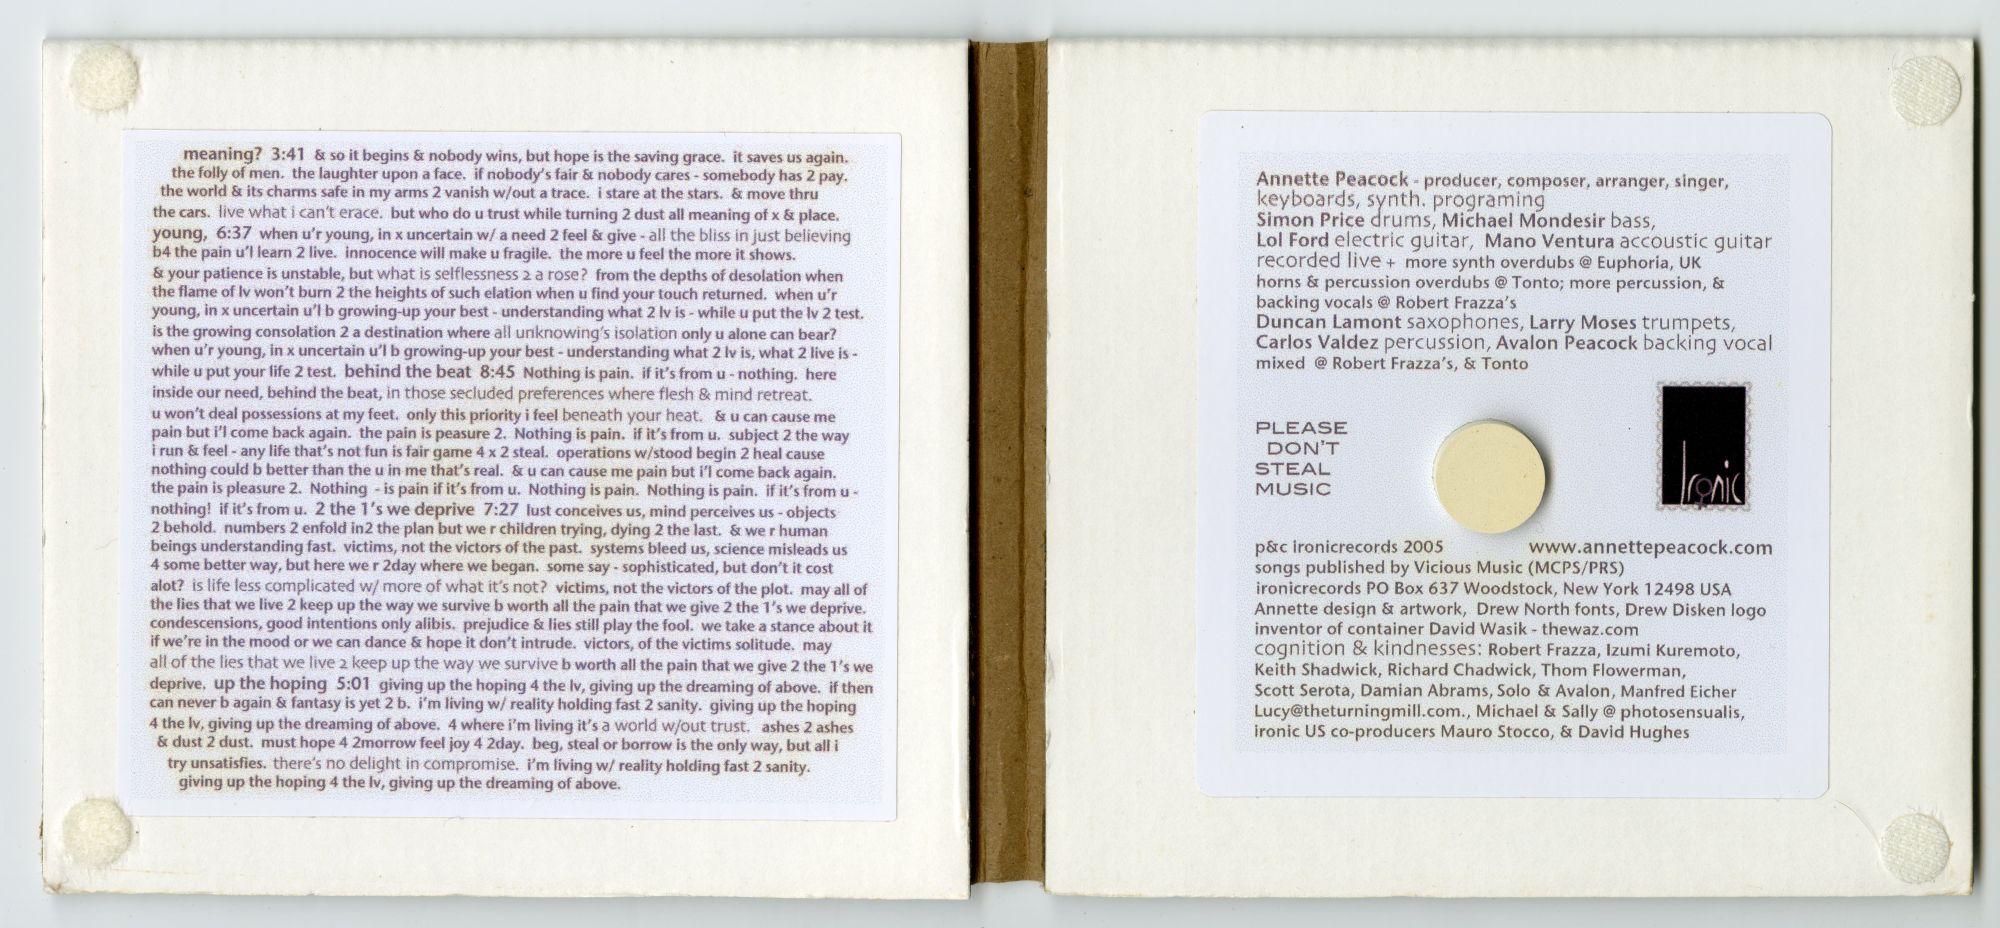 meaning? 3:41 & so it begins & nobody wins, but hope is the saving grace. it saves us again.
the folly of men. the laughter upon a face. if nobody's fair & nobody cares - somebody has 2 pay.
the world & its charms safe in my arms 2 vanish w/out a trace. i stare at the stars. & move thru
the cars. live what i can't erace. but who do u trust while turning 2 dust all meaning of x & place.
young, 6:37 when u'r young, in x uncertain w/ a need 2 feel & give - all the bliss in just believing
b4 the pain u'l learn 2 live. innocence will make u fragile. the more u feel the more it shows.
& your patience is unstable, but what is selflessness 2 a rose? from the depths of desolation when
the flame of lv won't burn 2 the heights of such elation when u find your touch returned. when u'r
young, in x uncertain u'l b growing-up your best - understanding what 2 lv is - while u put the lv 2 test.
is the growing consolation 2 a destination where all unknowing's isolation only u alone can bear?
when u'r young, in x uncertain u'l b growing-up your best - understanding what 2 lv is, what 2 live is -
while u put your life 2 test. behind the beat 8:45 Nothing is pain. if it's from u - nothing. here
inside our need, behind the beat, in those secluded preferences where flesh & mind retreat.
u won't deal possessions at my feet. only this priority i feel beneath your heat. & u can cause me
pain but i'l come back again. the pain is peasure 2. Nothing is pain. if it's from u. subject 2 the way
i run & feel - any life that's not fun is fair game 4 x 2 steal. operations w/stood begin 2 heal cause
nothing could b better than the u in me that's real. & u can cause me pain but i'l come back again.
the pain is pleasure 2. Nothing - is pain if it's from u. Nothing is pain. Nothing is pain. if it's from u -
nothing! if it's from u. 2 the 1's we deprive 7:27 lust conceives us, mind perceives us - objects
2 behold. numbers 2 enfold in2 the plan but we r children trying, dying 2 the last. & we r human
beings understanding fast. victims, not the victors of the past. systems bleed us, science misleads us
4 some better way, but here we r 2day where we began. some say - sophisticated, but don't it cost
alot? is life less complicated w/ more of what it's not? victims, not the victors of the plot. may all of
the lies that we live 2 keep up the way we survive b worth all the pain that we give 2 the 1's we deprive.
condescensions, good intentions only alibis. prejudice & lies still play the fool. we take a stance about it
if we're in the mood or we can dance & hope it don't intrude. victors, of the victims solitude. may
all of the lies that we live 2 keep up the way we survive b worth all the pain that we give 2 the 1's we
deprive. up the hoping 5:01 giving up the hoping 4 the lv, giving up the dreaming of above. if then
can never b again & fantasy is yet 2 b. i'm living w/ reality holding fast 2 sanity. giving up the hoping
4 the lv, giving up the dreaming of above. 4 where i'm living it's a world w/out trust. ashes 2 ashes
& dust 2 dust. must hope 4 2morrow feel joy 4 2day. beg, steal or borrow is the only way, but all i
try unsatisfies. there's no delight in compromise. i'm living w/ reality holding fast 2 sanity.
giving up the hoping 4 the lv, giving up the dreaming of above.
Annette Peacock - producer, composer, arranger, singer,
keyboards, synth. programing
Simon Price drums, Michael Mondesir bass,
Lol Ford electric guitar, Mano Ventura accoustic guitar
recorded live + more synth overdubs @ Euphoria, UK
horns & percussion overdubs @ Tonto; more percussion, &
backing vocals @ Robert Frazza's
Duncan Lamont saxophones, Larry Moses trumpets,
Carlos Valdez percussion, Avalon Peacock backing vocal
mixed @ Robert Frazza's, & Tonto
PLEASE
DON'T
STEAL
MUSIC
Ironic
p&c ironicrecords 2005 www.annettepeacock.com
songs published by Vicious Music (MCPS/PRS)
ironicrecords PO Box 637 Woodstock, New York 12498 USA
Annette design & artwork, Drew North fonts, Drew Disken logo
inventor of container David Wasik - thewaz.com
cognition & kindnesses: Robert Frazza, Izumi Kuremoto,
Keith Shadwick, Richard Chadwick, Thom Flowerman,
Scott Serota, Damian Abrams, Solo & Avalon, Manfred Eicher
Lucy@theturningmill.com., Michael & Sally @ photosensualis,
ironic US co-producers Mauro Stocco, & David Hughes